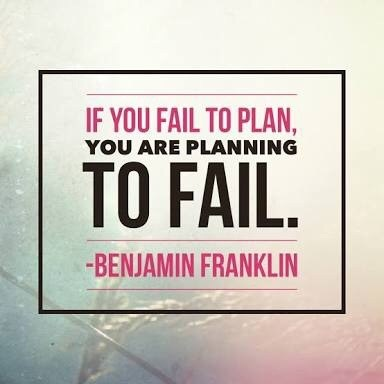 IF YOU FAIL TO PLAN,
YOU ARE PLANNING
TO FAIL.
-BENJAMIN FRANKLIN